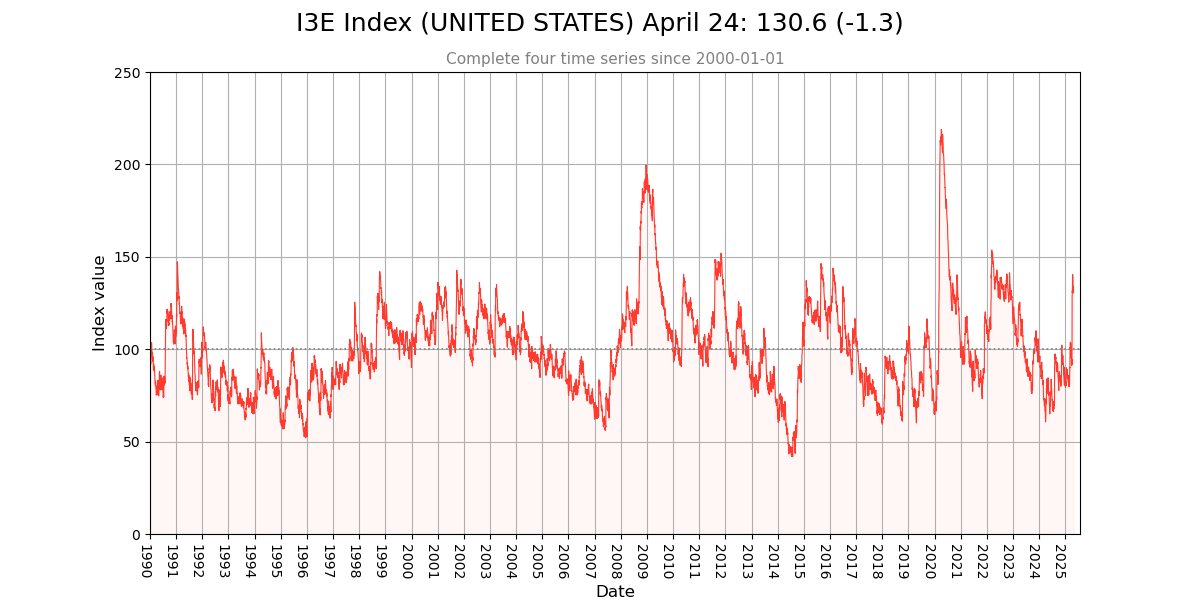 I3E Index (UNITED STATES) April 24: 130.6 (-1.3)
Complete four time series since 2000-01-01
250
200
150
100
50
0
Index value
1990 1991 1992 1993 1994 1995 1996 1997 1998 1999 2000 2001 2002 2003 2004 2005 2006 2007 2008 2009 2010 2011 2012 2013 2014 2015 2016 2017 2018 2019 2020 2021 2022 2023 2024 2025
Date